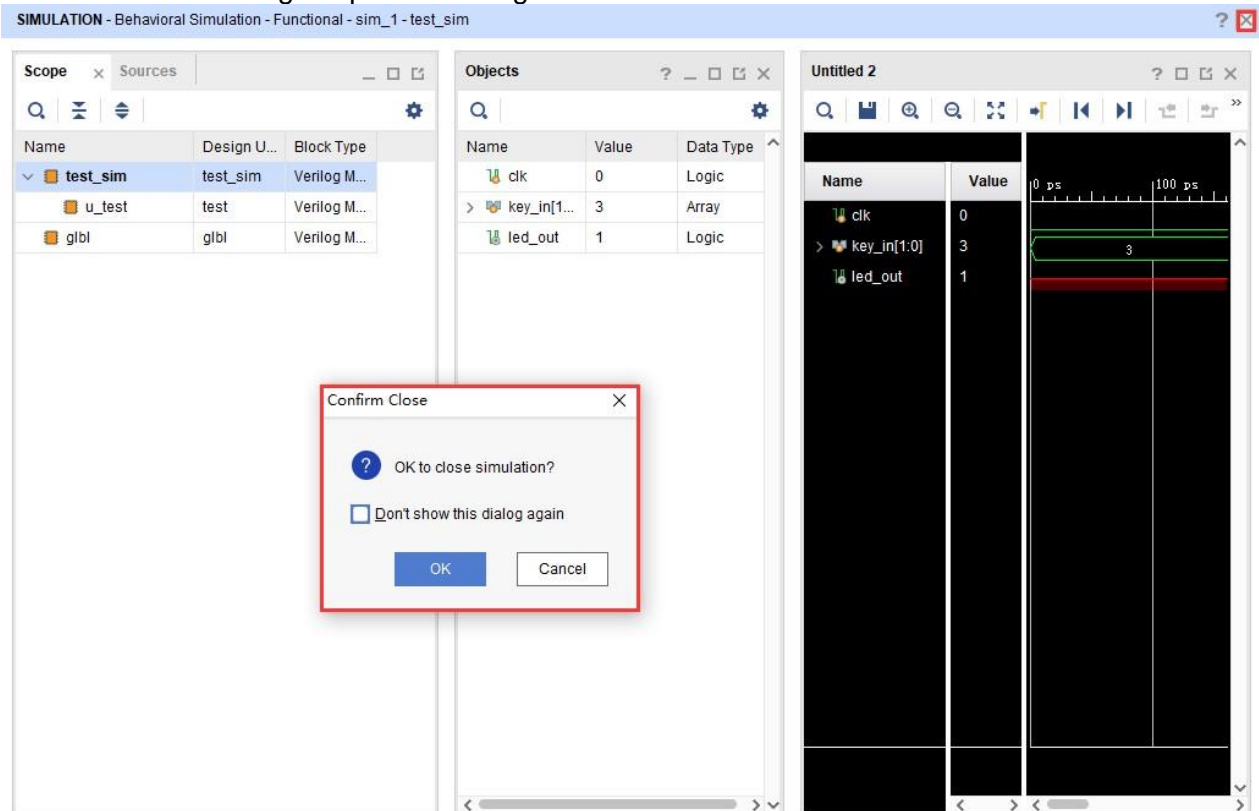 SIMULATION - Behavioral Simulation - Functional - sim_1 - test_sim
Scope Sources
Name Design U... Block Type
test_sim test_sim Verilog M...
u_test test Verilog M...
glbl glbl Verilog M...
Objects
Name Value Data Type
clk 0 Logic
key_in[1... 3 Array
led_out 1 Logic
Untitled 2
Name Value 0 ps 100 ps
clk 0
key_in[1:0] 3 3
led_out 1
Confirm Close
OK to close simulation?
Don't show this dialog again
OK Cancel